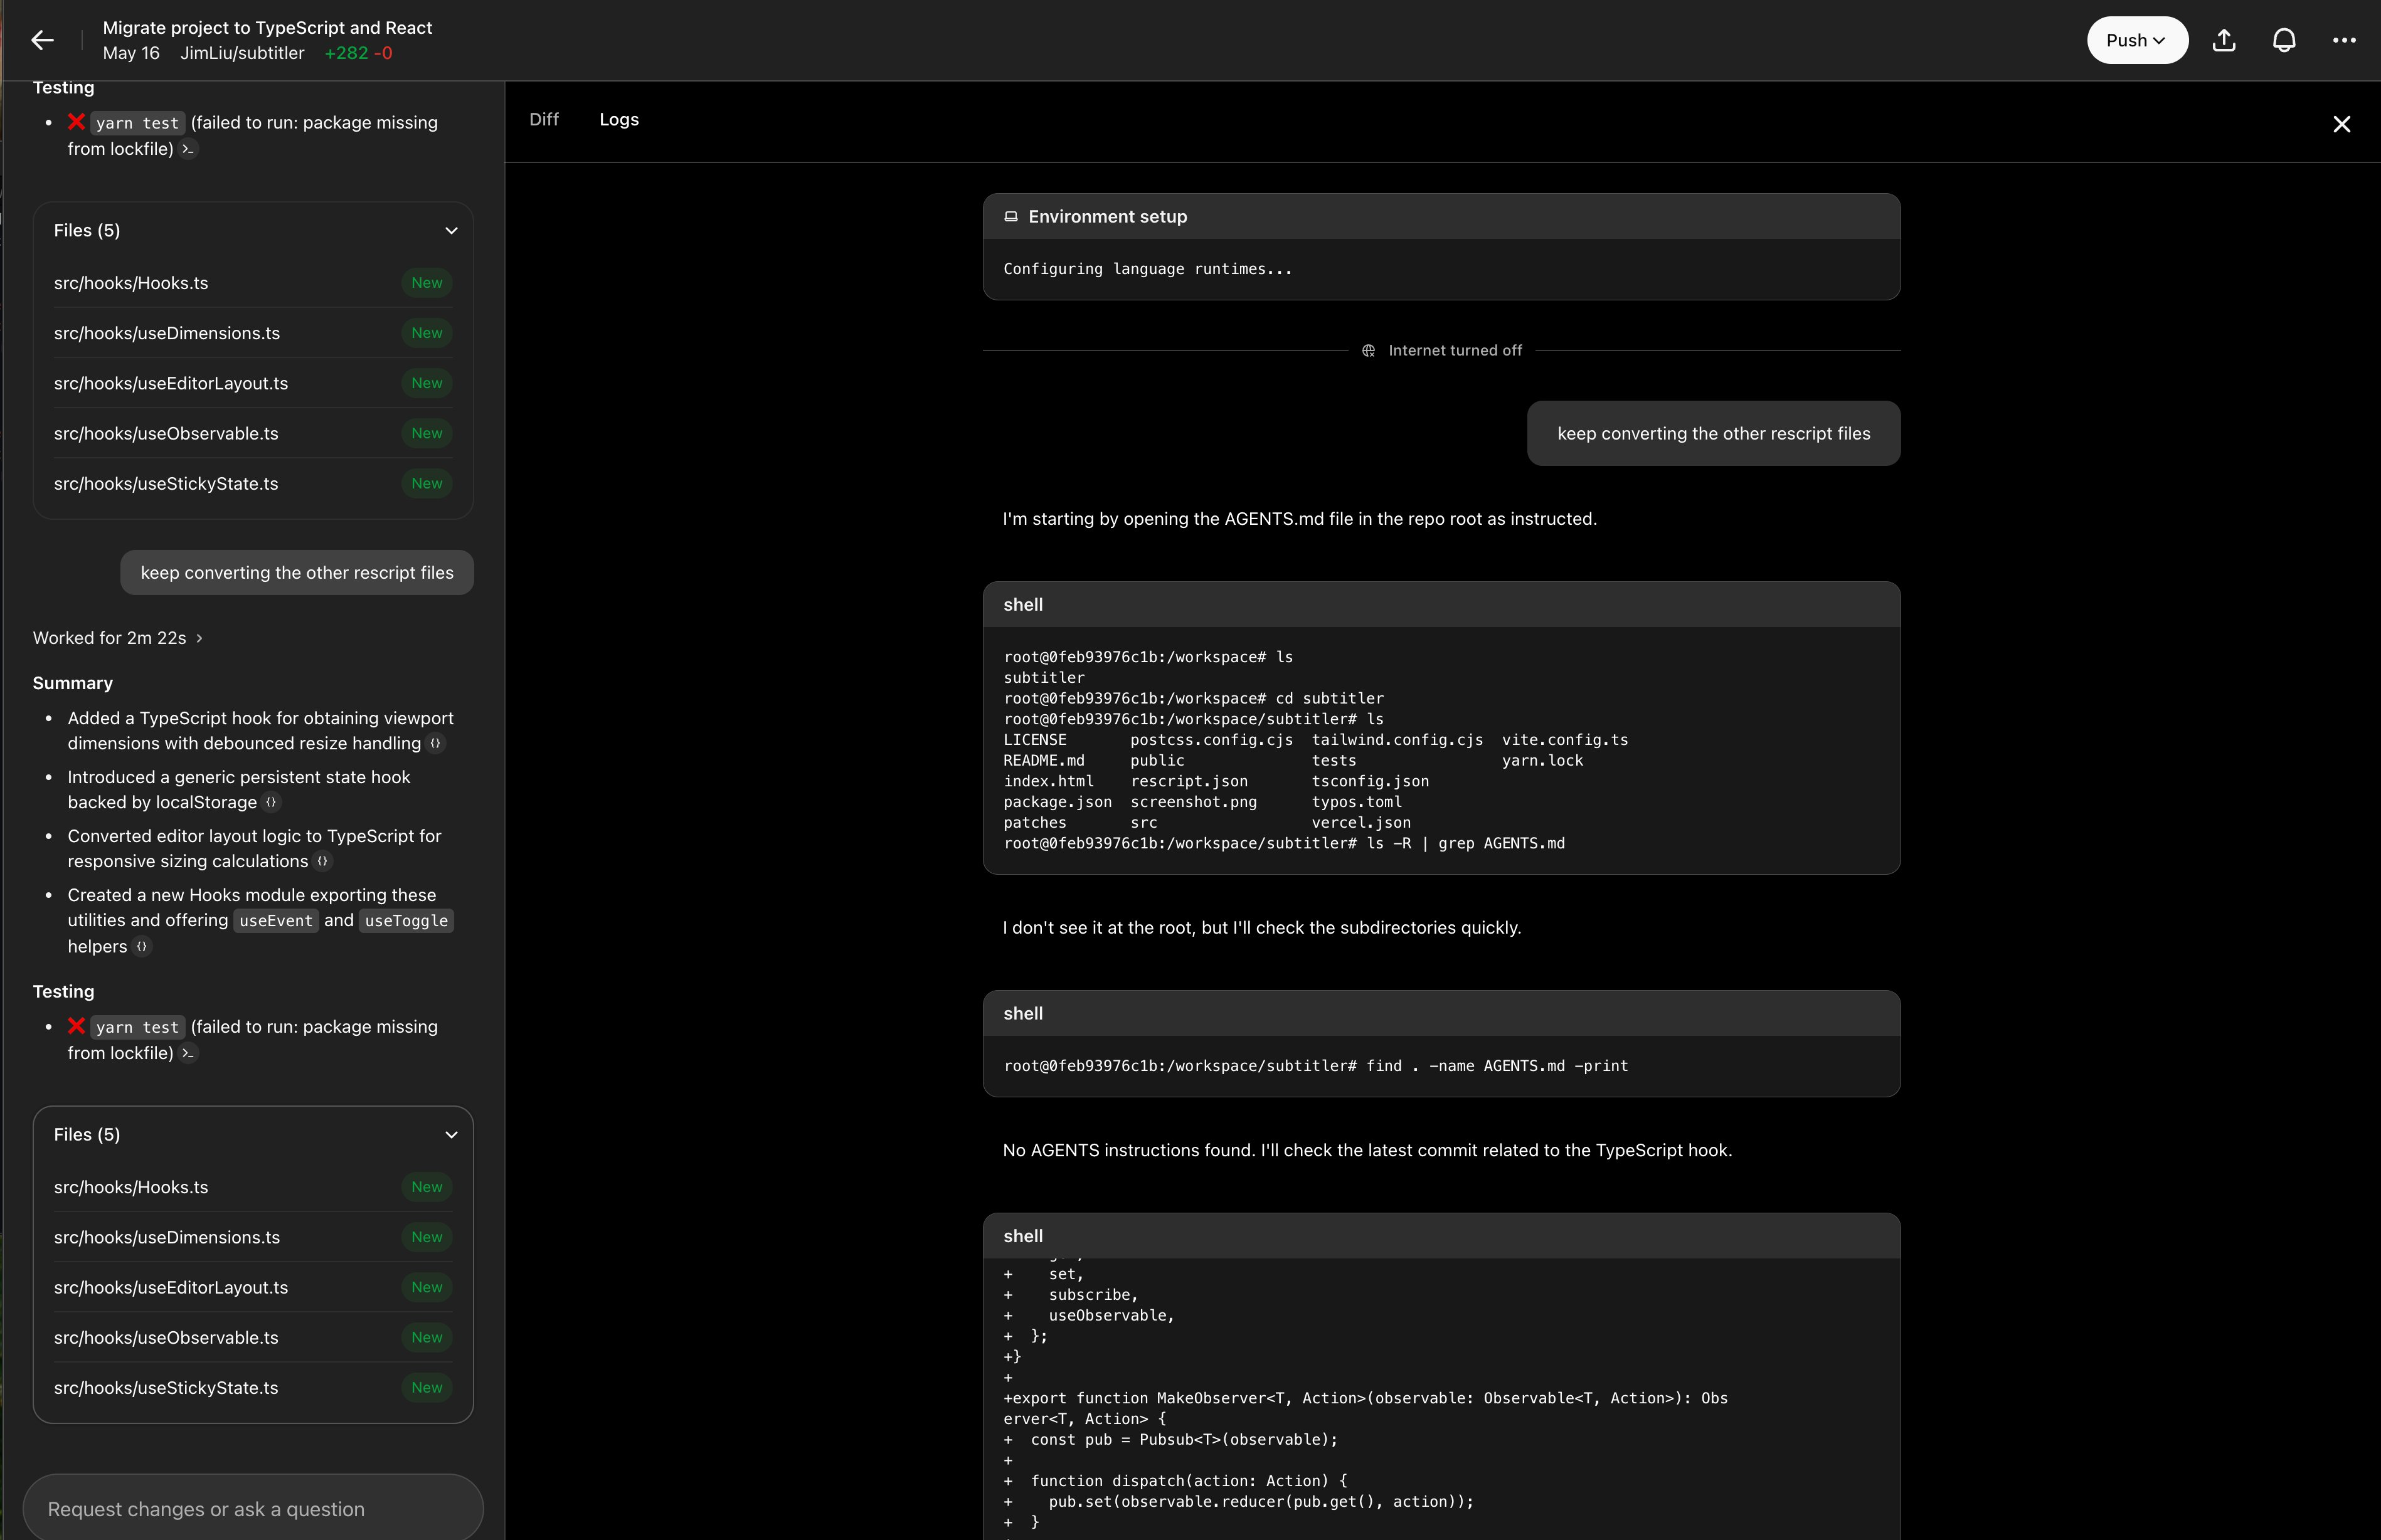 Migrate project to TypeScript and React
May 16 JimLiu/subtitler +282 -0
Push
Testing
❌ yarn test (failed to run: package missing
from lockfile)
Files (5)
src/hooks/Hooks.ts New
src/hooks/useDimensions.ts New
src/hooks/useEditorLayout.ts New
src/hooks/useObservable.ts New
src/hooks/useStickyState.ts New
keep converting the other rescript files
Worked for 2m 22s
Summary
• Added a TypeScript hook for obtaining viewport
dimensions with debounced resize handling {}
• Introduced a generic persistent state hook
backed by localStorage {}
• Converted editor layout logic to TypeScript for
responsive sizing calculations {}
• Created a new Hooks module exporting these
utilities and offering useEvent and useToggle
helpers {}
Testing
• ❌ yarn test (failed to run: package missing
from lockfile)
Files (5)
src/hooks/Hooks.ts New
src/hooks/useDimensions.ts New
src/hooks/useEditorLayout.ts New
src/hooks/useObservable.ts New
src/hooks/useStickyState.ts New
Request changes or ask a question
Diff Logs
Environment setup
Configuring language runtimes...
Internet turned off
keep converting the other rescript files
I'm starting by opening the AGENTS.md file in the repo root as instructed.
shell
root@0feb93976c1b:/workspace# ls
subtitler
root@0feb93976c1b:/workspace# cd subtitler
root@0feb93976c1b:/workspace/subtitler# ls
LICENSE postcss.config.cjs tailwind.config.cjs vite.config.ts
README.md public tests yarn.lock
index.html rescript.json tsconfig.json
package.json screenshot.png typos.toml
patches src vercel.json
root@0feb93976c1b:/workspace/subtitler# ls -R | grep AGENTS.md
I don't see it at the root, but I'll check the subdirectories quickly.
shell
root@0feb93976c1b:/workspace/subtitler# find . -name AGENTS.md -print
No AGENTS instructions found. I'll check the latest commit related to the TypeScript hook.
shell
+    set,
+    subscribe,
+    useObservable,
+  };
+}
+
+export function MakeObserver<T, Action>(observable: Observable<T, Action>): Obs
erver<T, Action> {
+  const pub = Pubsub<T>(observable);
+
+  function dispatch(action: Action) {
+    pub.set(observable.reducer(pub.get(), action));
+  }